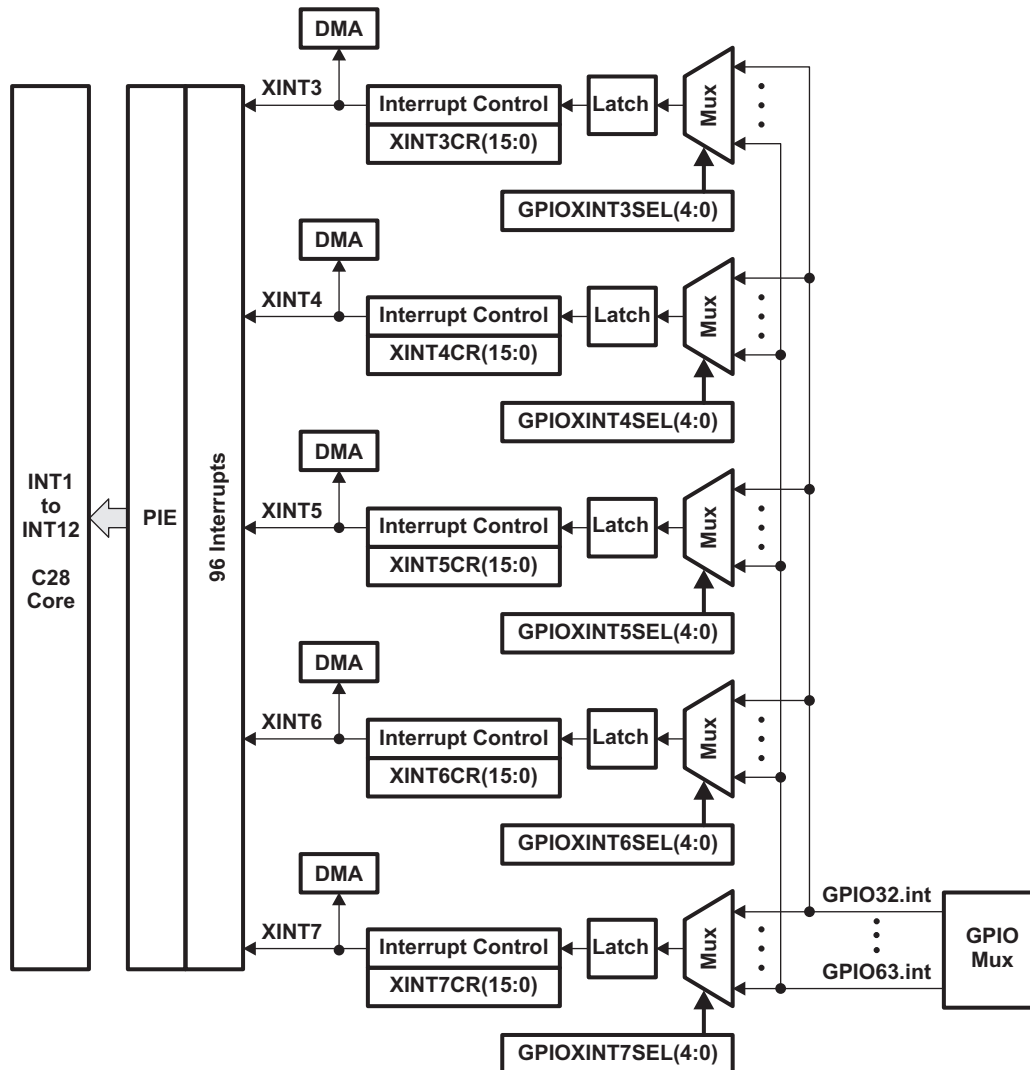 DMA
XINT3
Interrupt Control
XINT3CR(15:0)
Latch
Mux
GPIOXINT3SEL(4:0)
DMA
XINT4
Interrupt Control
XINT4CR(15:0)
Latch
Mux
GPIOXINT4SEL(4:0)
INT1
to
INT12
C28
Core
PIE
96 Interrupts
DMA
XINT5
Interrupt Control
XINT5CR(15:0)
Latch
Mux
GPIOXINT5SEL(4:0)
DMA
XINT6
Interrupt Control
XINT6CR(15:0)
Latch
Mux
GPIOXINT6SEL(4:0)
DMA
XINT7
Interrupt Control
XINT7CR(15:0)
Latch
Mux
GPIOXINT7SEL(4:0)
GPIO32.int
GPIO63.int
GPIO
Mux